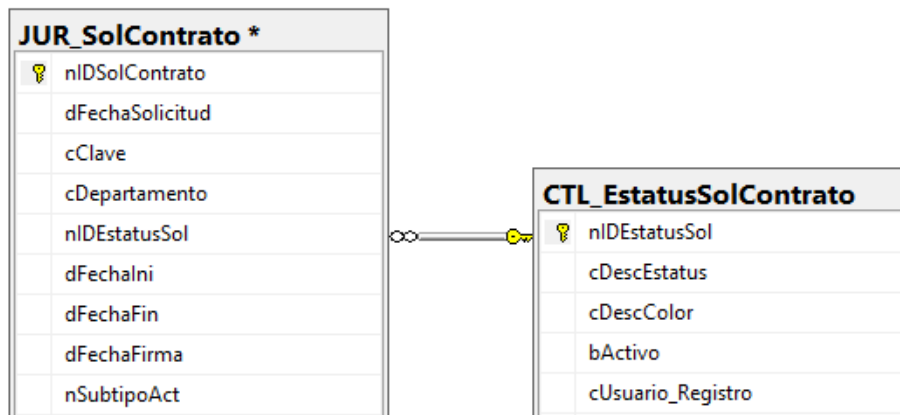 JUR_SolContrato *
nIDSolContrato
dFechaSolicitud
cClave
cDepartamento
nIDEstatusSol
dFechaIni
dFechaFin
dFechaFirma
nSubtipoAct
CTL_EstatusSolContrato
nIDEstatusSol
cDescEstatus
cDescColor
bActivo
cUsuario_Registro